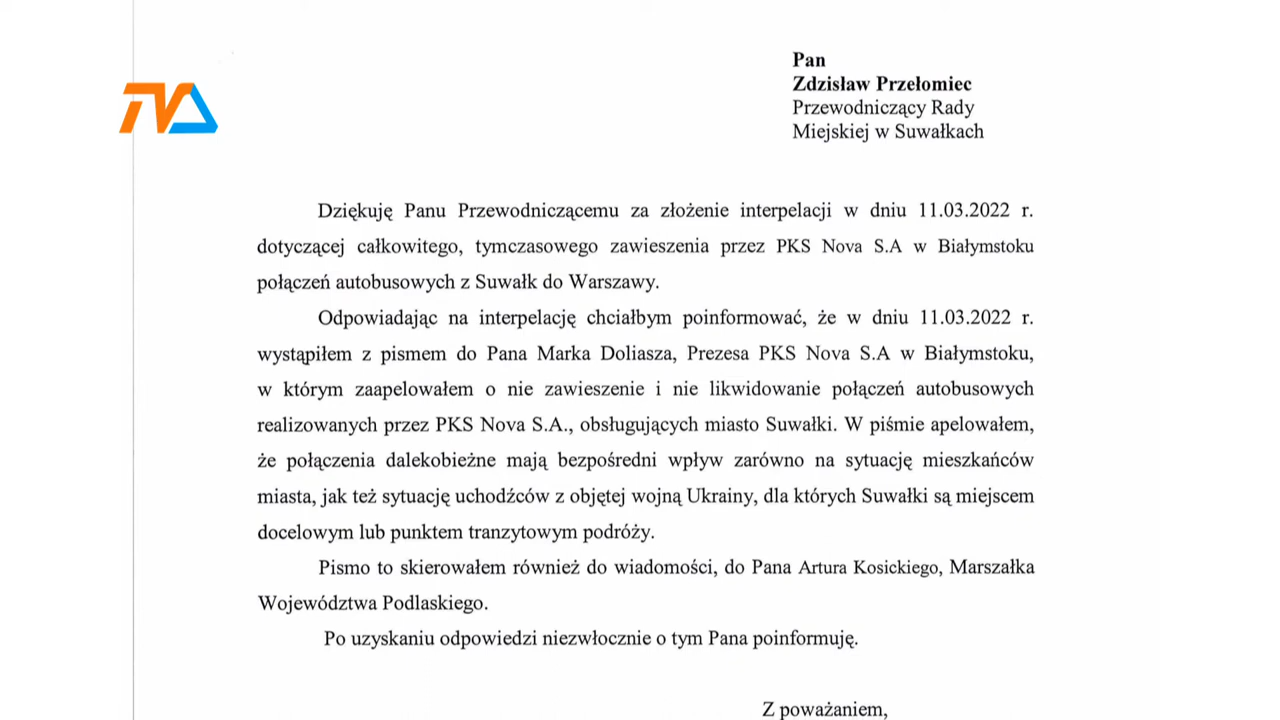 TVA
Pan
Zdzisław Przełomiec
Przewodniczący Rady
Miejskiej w Suwałkach
Dziękuję Panu Przewodniczącemu za złożenie interpelacji w dniu 11.03.2022 r.
dotyczącej całkowitego, tymczasowego zawieszenia przez PKS Nova S.A w Białymstoku
połączeń autobusowych z Suwałk do Warszawy.
Odpowiadając na interpelację chciałbym poinformować, że w dniu 11.03.2022 r.
wystąpiłem z pismem do Pana Marka Doliasza, Prezesa PKS Nova S.A w Białymstoku,
w którym zaapelowałem o nie zawieszenie i nie likwidowanie połączeń autobusowych
realizowanych przez PKS Nova S.A., obsługujących miasto Suwałki. W piśmie apelowałem,
że połączenia dalekobieżne mają bezpośredni wpływ zarówno na sytuację mieszkańców
miasta, jak też sytuację uchodźców z objętej wojną Ukrainy, dla których Suwałki są miejscem
docelowym lub punktem tranzytowym podróży.
Pismo to skierowałem również do wiadomości, do Pana Artura Kosickiego, Marszałka
Województwa Podlaskiego.
Po uzyskaniu odpowiedzi niezwłocznie o tym Pana poinformuję.
Z poważaniem,